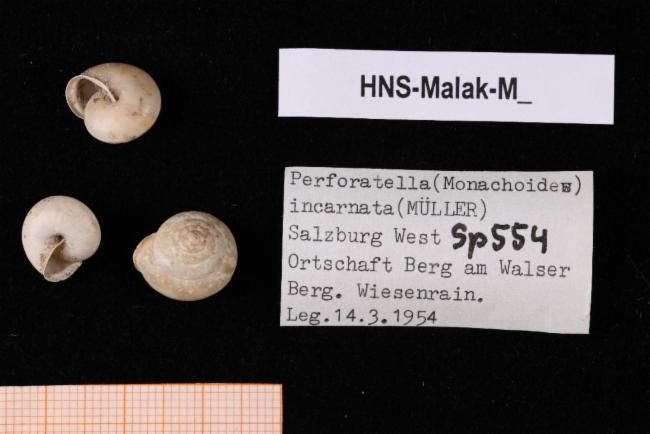 HNS-Malak-M_
Perforatella(Monachoides)
incarnata(MÜLLER)
Salzburg West Sp554
Ortschaft Berg am Walser
Berg. Wiesenrain.
Leg.14.3.1954